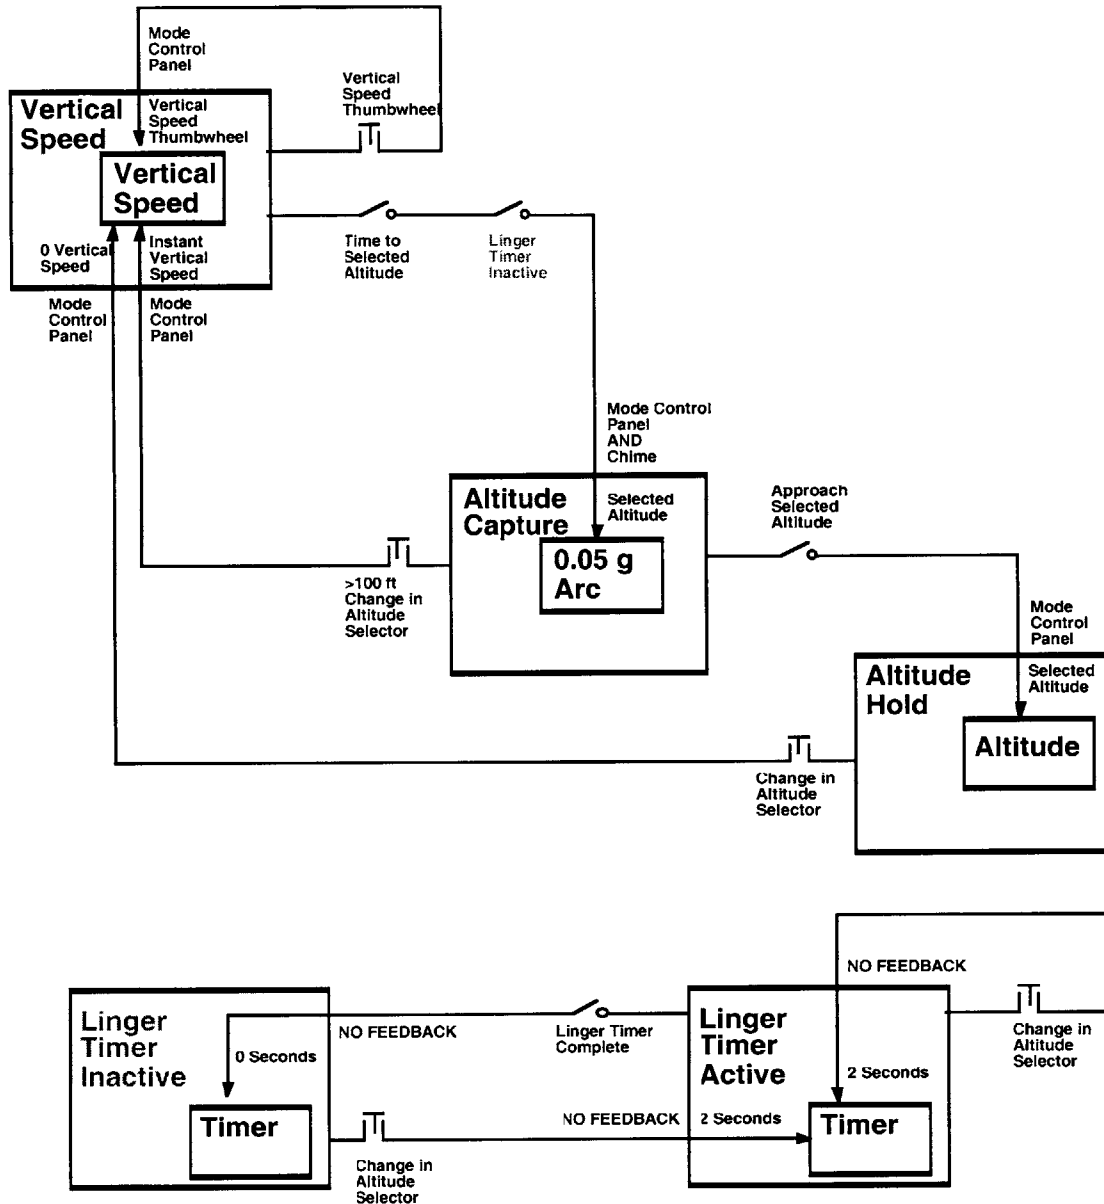 Mode
Control
Panel
Vertical
Speed
Thumbwheel
Vertical
Speed
Vertical
Speed
Thumbwheel
Vertical
Speed
0 Vertical
Speed
Instant
Vertical
Speed
Time to
Selected
Altitude
Linger
Timer
Inactive
Mode
Control
Panel
Mode
Control
Panel
Mode Control
Panel
AND
Chime
Altitude
Capture
Selected
Altitude
0.05 g
Arc
Approach
Selected
Altitude
>100 ft
Change in
Altitude
Selector
Mode
Control
Panel
Altitude
Hold
Selected
Altitude
Altitude
Change in
Altitude
Selector
NO FEEDBACK
Linger
Timer
Inactive
NO FEEDBACK
0 Seconds
Timer
Linger Timer
Complete
Linger
Timer
Active
2 Seconds
Timer
Change in
Altitude
Selector
NO FEEDBACK
2 Seconds
Change in
Altitude
Selector